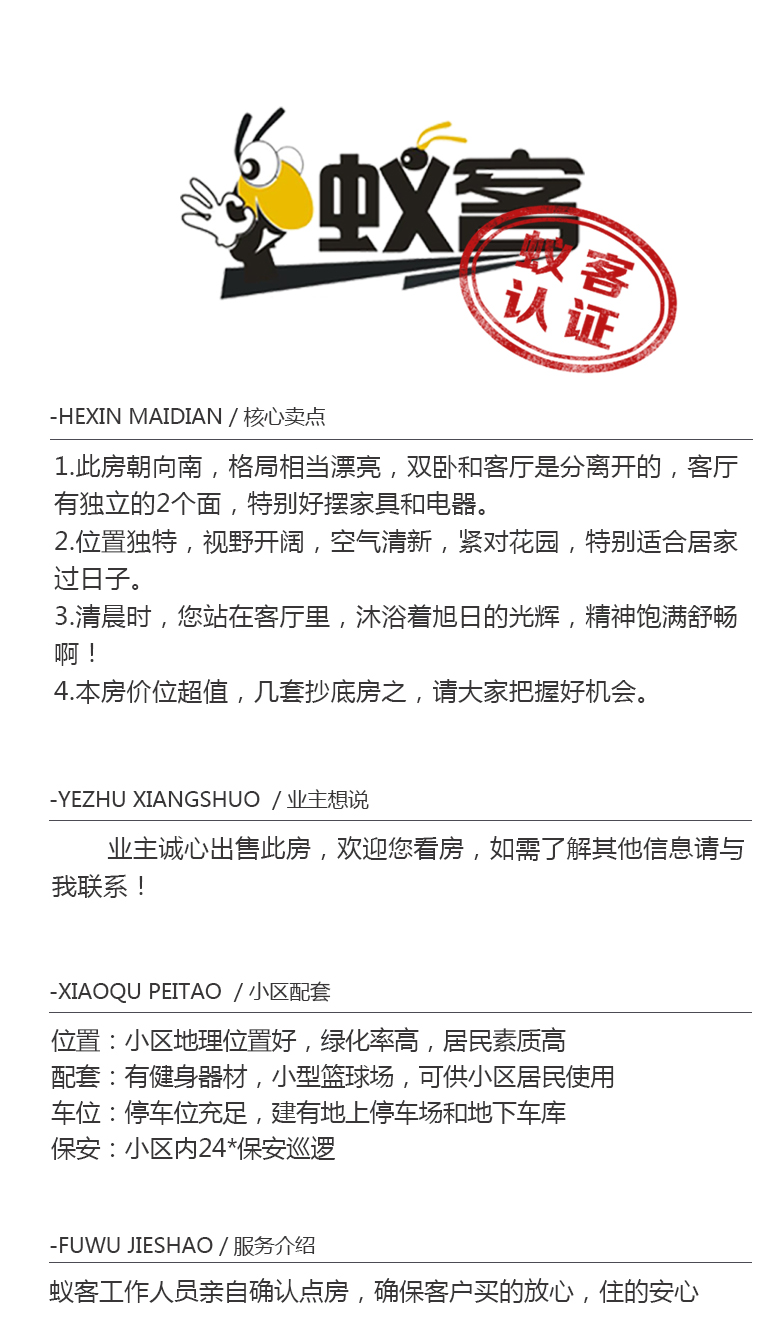 蚁客
蚁客
认证
-HEXIN MAIDIAN / 核心卖点
1.此房朝向南，格局相当漂亮，双卧和客厅是分离开的，客厅
有独立的2个面，特别好摆家具和电器。
2.位置独特，视野开阔，空气清新，紧对花园，特别适合居家
过日子。
3.清晨时，您站在客厅里，沐浴着旭日的光辉，精神饱满舒畅
啊！
4.本房价位超值，几套抄底房之，请大家把握好机会。
-YEZHU XIANGSHUO / 业主想说
业主诚心出售此房，欢迎您看房，如需了解其他信息请与
我联系！
-XIAOQU PEITAO / 小区配套
位置：小区地理位置好，绿化率高，居民素质高
配套：有健身器材，小型篮球场，可供小区居民使用
车位：停车位充足，建有地上停车场和地下车库
保安：小区内24*保安巡逻
-FUWU JIESHAO / 服务介绍
蚁客工作人员亲自确认点房，确保客户买的放心，住的安心